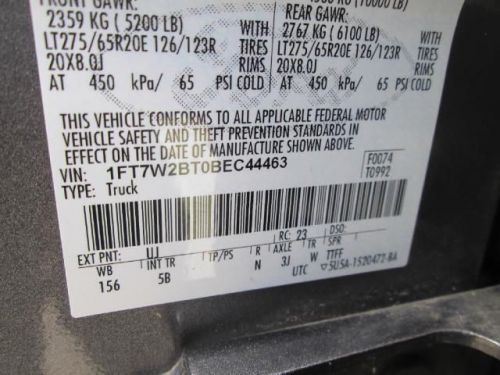 FRONT GAWR:
2359 KG ( 5200 LB)
LT275/65R20E 126/123R
20X8.0J
AT 450 kPa/ 65 PSI COLD
TIRES
RIMS
REAR GAWR:
2767 KG ( 6100 LB)
LT275/65R20E 126/123R
20X8.0J
AT 450 kPa/ 65 PSI COLD
TIRES
RIMS
THIS VEHICLE CONFORMS TO ALL APPLICABLE FEDERAL MOTOR
VEHICLE SAFETY AND THEFT PREVENTION STANDARDS IN
EFFECT ON THE DATE OF MANUFACTURE SHOWN ABOVE.
VIN: 1FT7W2BT0BEC44463
TYPE: Truck
F0074
T0992
EXT PNT: UJ RC: 23 DSO:
WB INT TR TP/PS R AXLE TR SPR
156 5B N 3J W TTFF
UTC 5U5A-1520472-BA